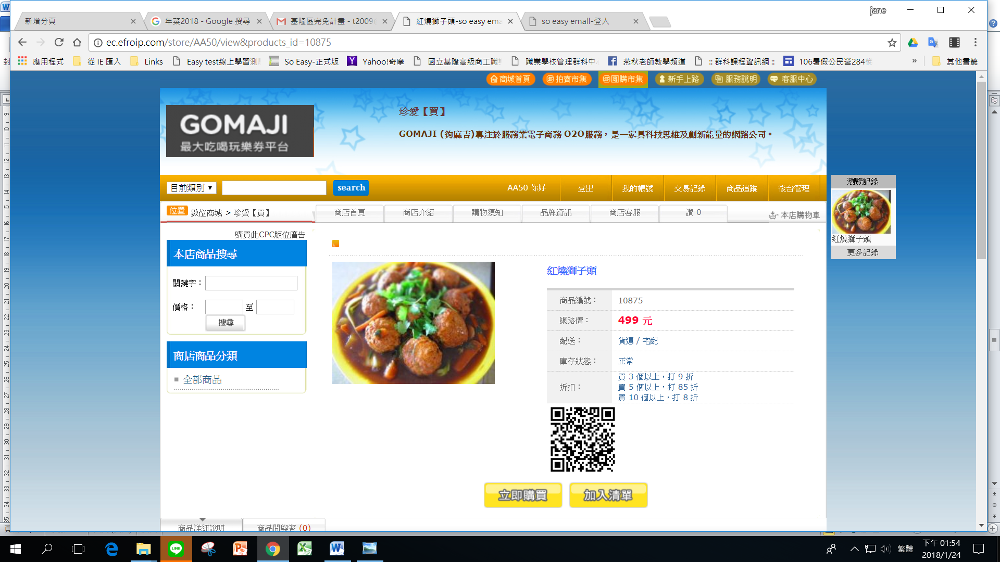 jane
新增分頁
年菜2018 - Google 搜尋
基隆區完免計畫 - t2009
紅燒獅子頭-so easy ema
so easy emall-登入
ec.efroip.com/store/AA50/view&products_id=10875
應用程式
從 IE 匯入
Links
Easy test線上學習測
So Easy-正式版
Yahoo!奇摩
國立基隆高級商工職
職業學校管理群科中
燕秋老師教學頻道
:: 群科課程資訊網 ::
106暑假公民營284梯
»
其他書籤
商城首頁
拍賣市集
團購市集
新手上路
服務說明
客服中心
GOMAJI
最大吃喝玩樂券平台
珍愛【買】
GOMAJI (夠麻吉)專注於服務業電子商務 O2O服務，是一家具科技思維及創新能量的網路公司。
目前類別
search
AA50 你好
登出
我的帳號
交易記錄
商品追蹤
後台管理
瀏覽記錄
紅燒獅子頭
更多記錄
位置 數位商城 > 珍愛【買】
商店首頁
商店介紹
購物須知
品牌資訊
商店客服
讚 0
本店購物車
購買此CPC版位廣告
本店商品搜尋
關鍵字：
價格： 至
搜尋
商店商品分類
全部商品
紅燒獅子頭
商品編號： 10875
網路價： 499 元
配送： 貨運 / 宅配
庫存狀態： 正常
折扣：
買 3 個以上，打 9 折
買 5 個以上，打 85 折
買 10 個以上，打 8 折
立即購買
加入清單
商品詳細說明
商品問與答 (0)
LINE
繁體
下午 01:54
2018/1/24